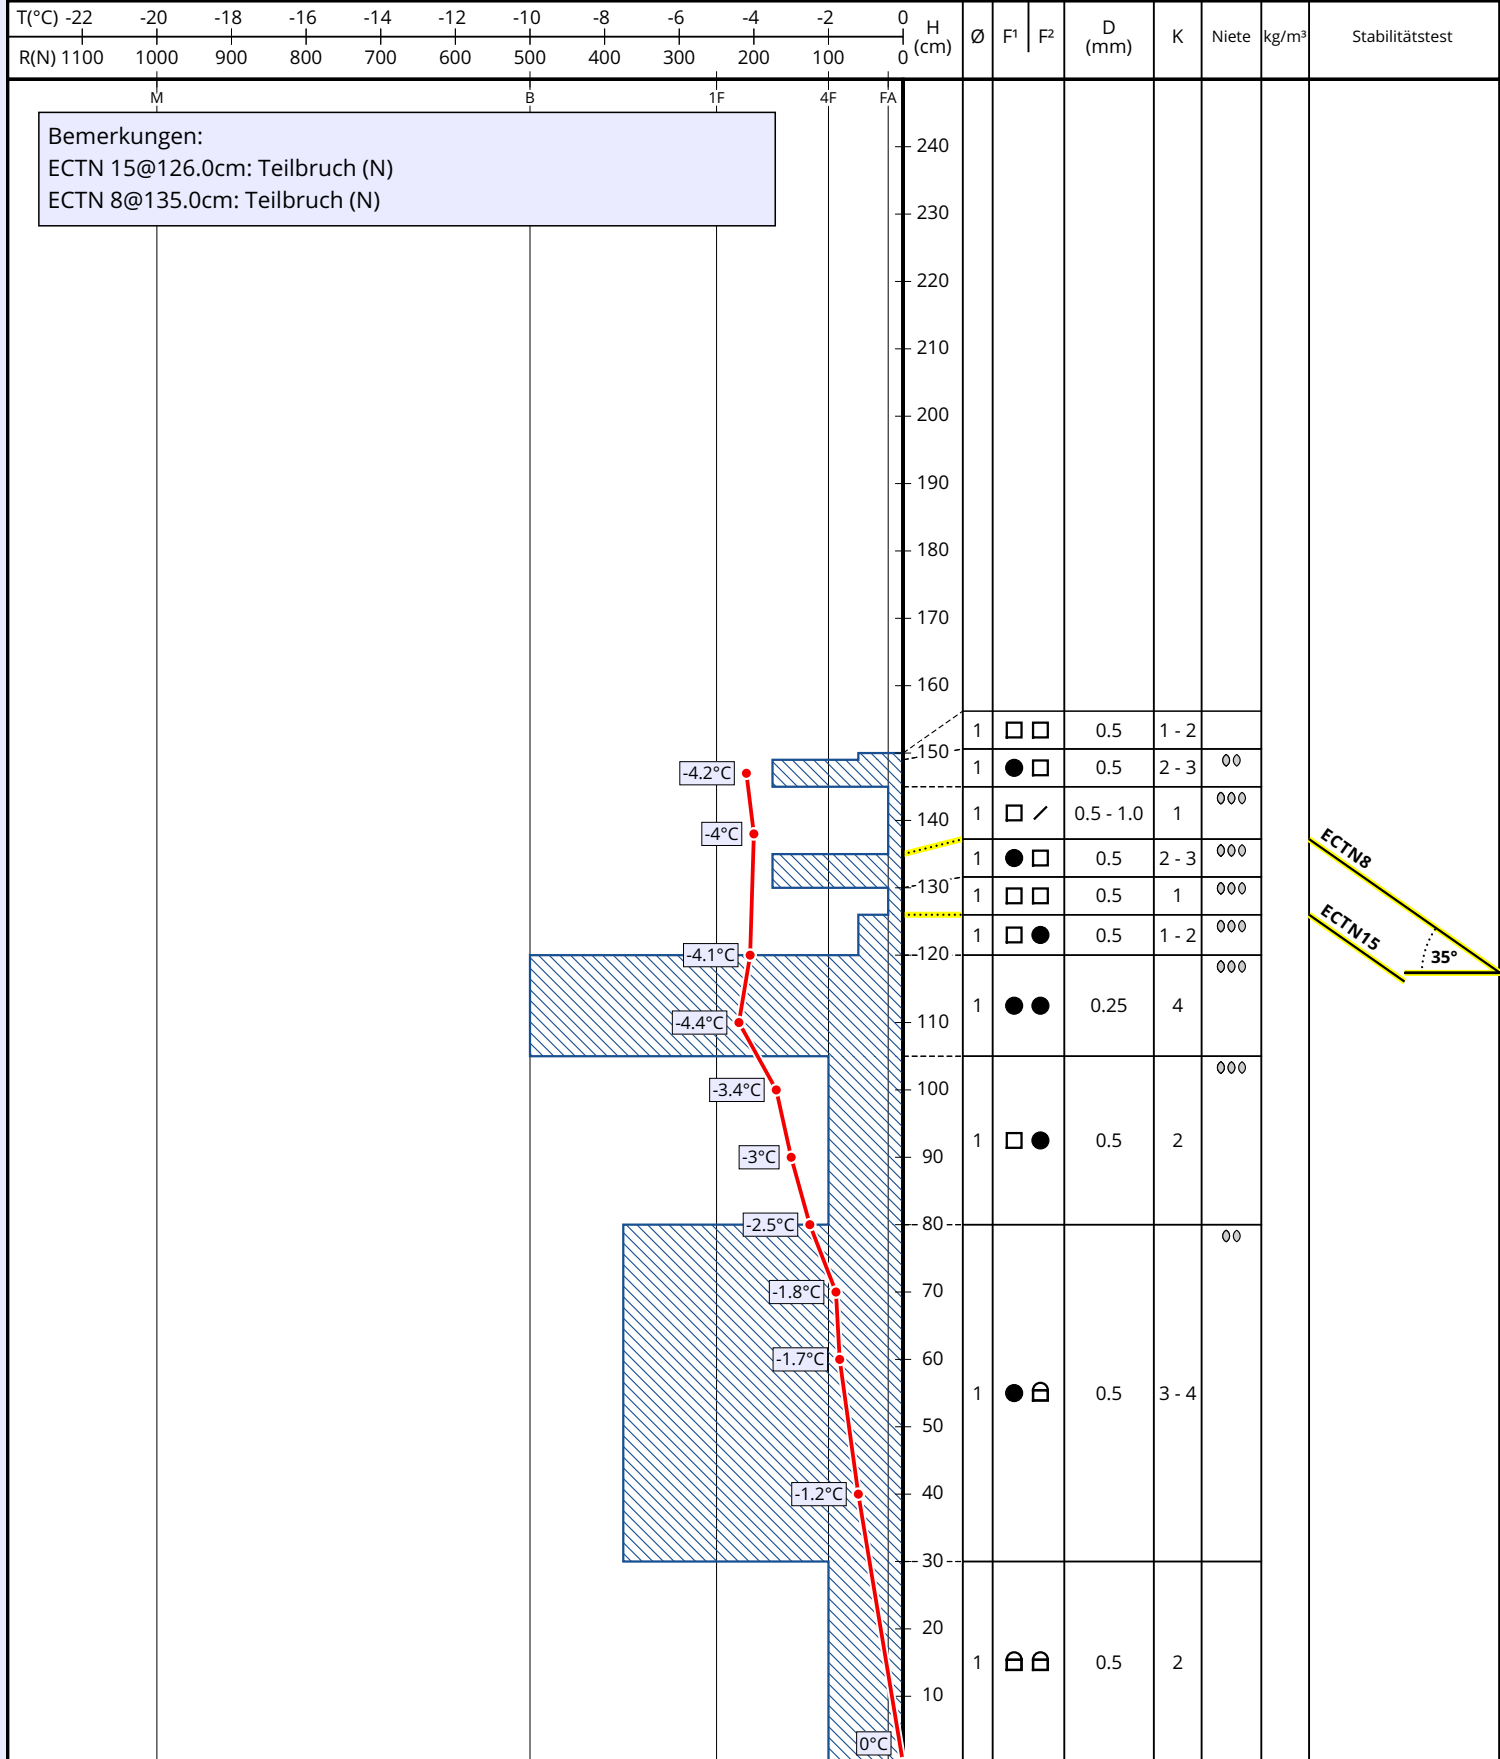 T(°C) -22 -20 -18 -16 -14 -12 -10 -8 -6 -4 -2 0
R(N) 1100 1000 900 800 700 600 500 400 300 200 100 0
H (cm) Ø F¹ F² D (mm) K Niete kg/m³ Stabilitätstest
M B 1F 4F FA
Bemerkungen:
ECTN 15@126.0cm: Teilbruch (N)
ECTN 8@135.0cm: Teilbruch (N)
240
230
220
210
200
190
180
170
160
1 0.5 1 - 2
150
-4.2°C 1 0.5 2 - 3
140 1 0.5 - 1.0 1
-4°C
1 0.5 2 - 3 ECTN8
130
1 0.5 1
1 0.5 1 - 2 ECTN15
-4.1°C 120 35°
1 0.25 4
-4.4°C 110
-3.4°C 100
1 0.5 2
-3°C 90
-2.5°C 80
-1.8°C 70
-1.7°C 60
1 0.5 3 - 4
50
-1.2°C 40
30
20
1 0.5 2
10
0°C